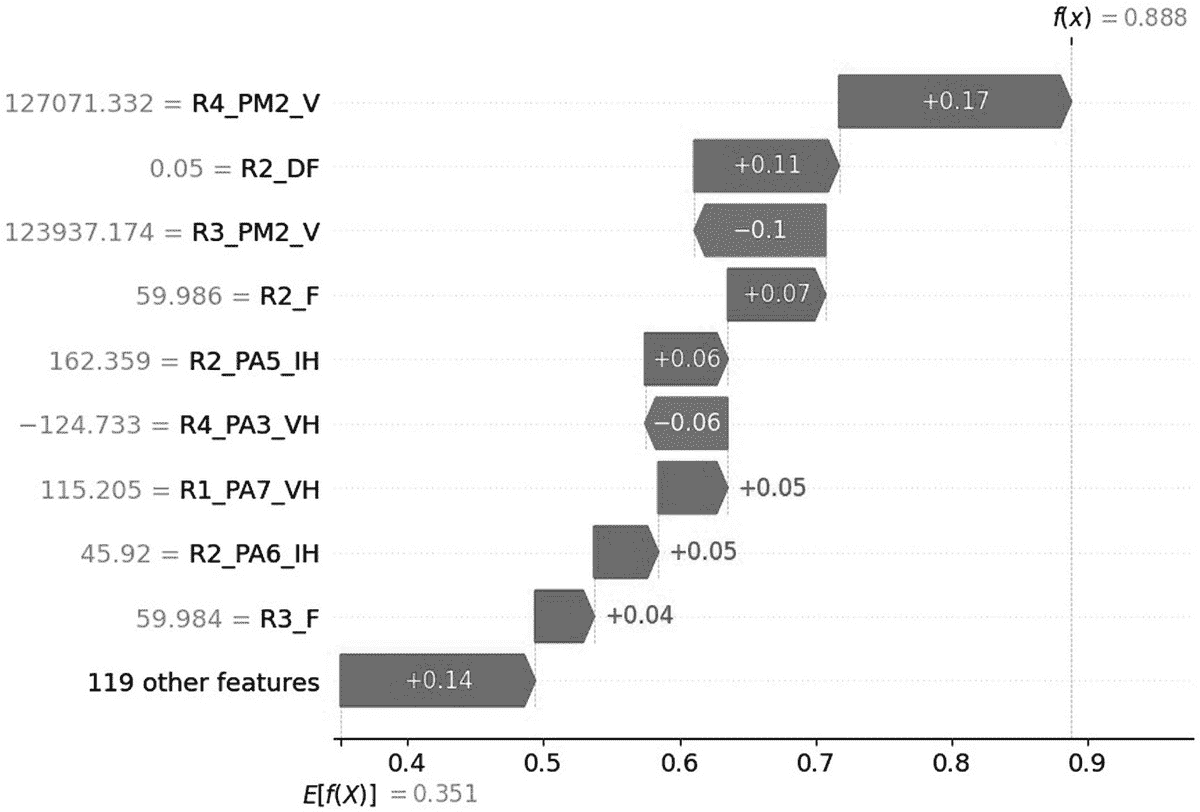 f(x) = 0.888
127071.332 = R4_PM2_V
+0.17
0.05 = R2_DF
+0.11
123937.174 = R3_PM2_V
−0.1
59.986 = R2_F
+0.07
162.359 = R2_PA5_IH
+0.06
−124.733 = R4_PA3_VH
−0.06
115.205 = R1_PA7_VH
+0.05
45.92 = R2_PA6_IH
+0.05
59.984 = R3_F
+0.04
119 other features
+0.14
0.4 0.5 0.6 0.7 0.8 0.9
E[f(X)] = 0.351